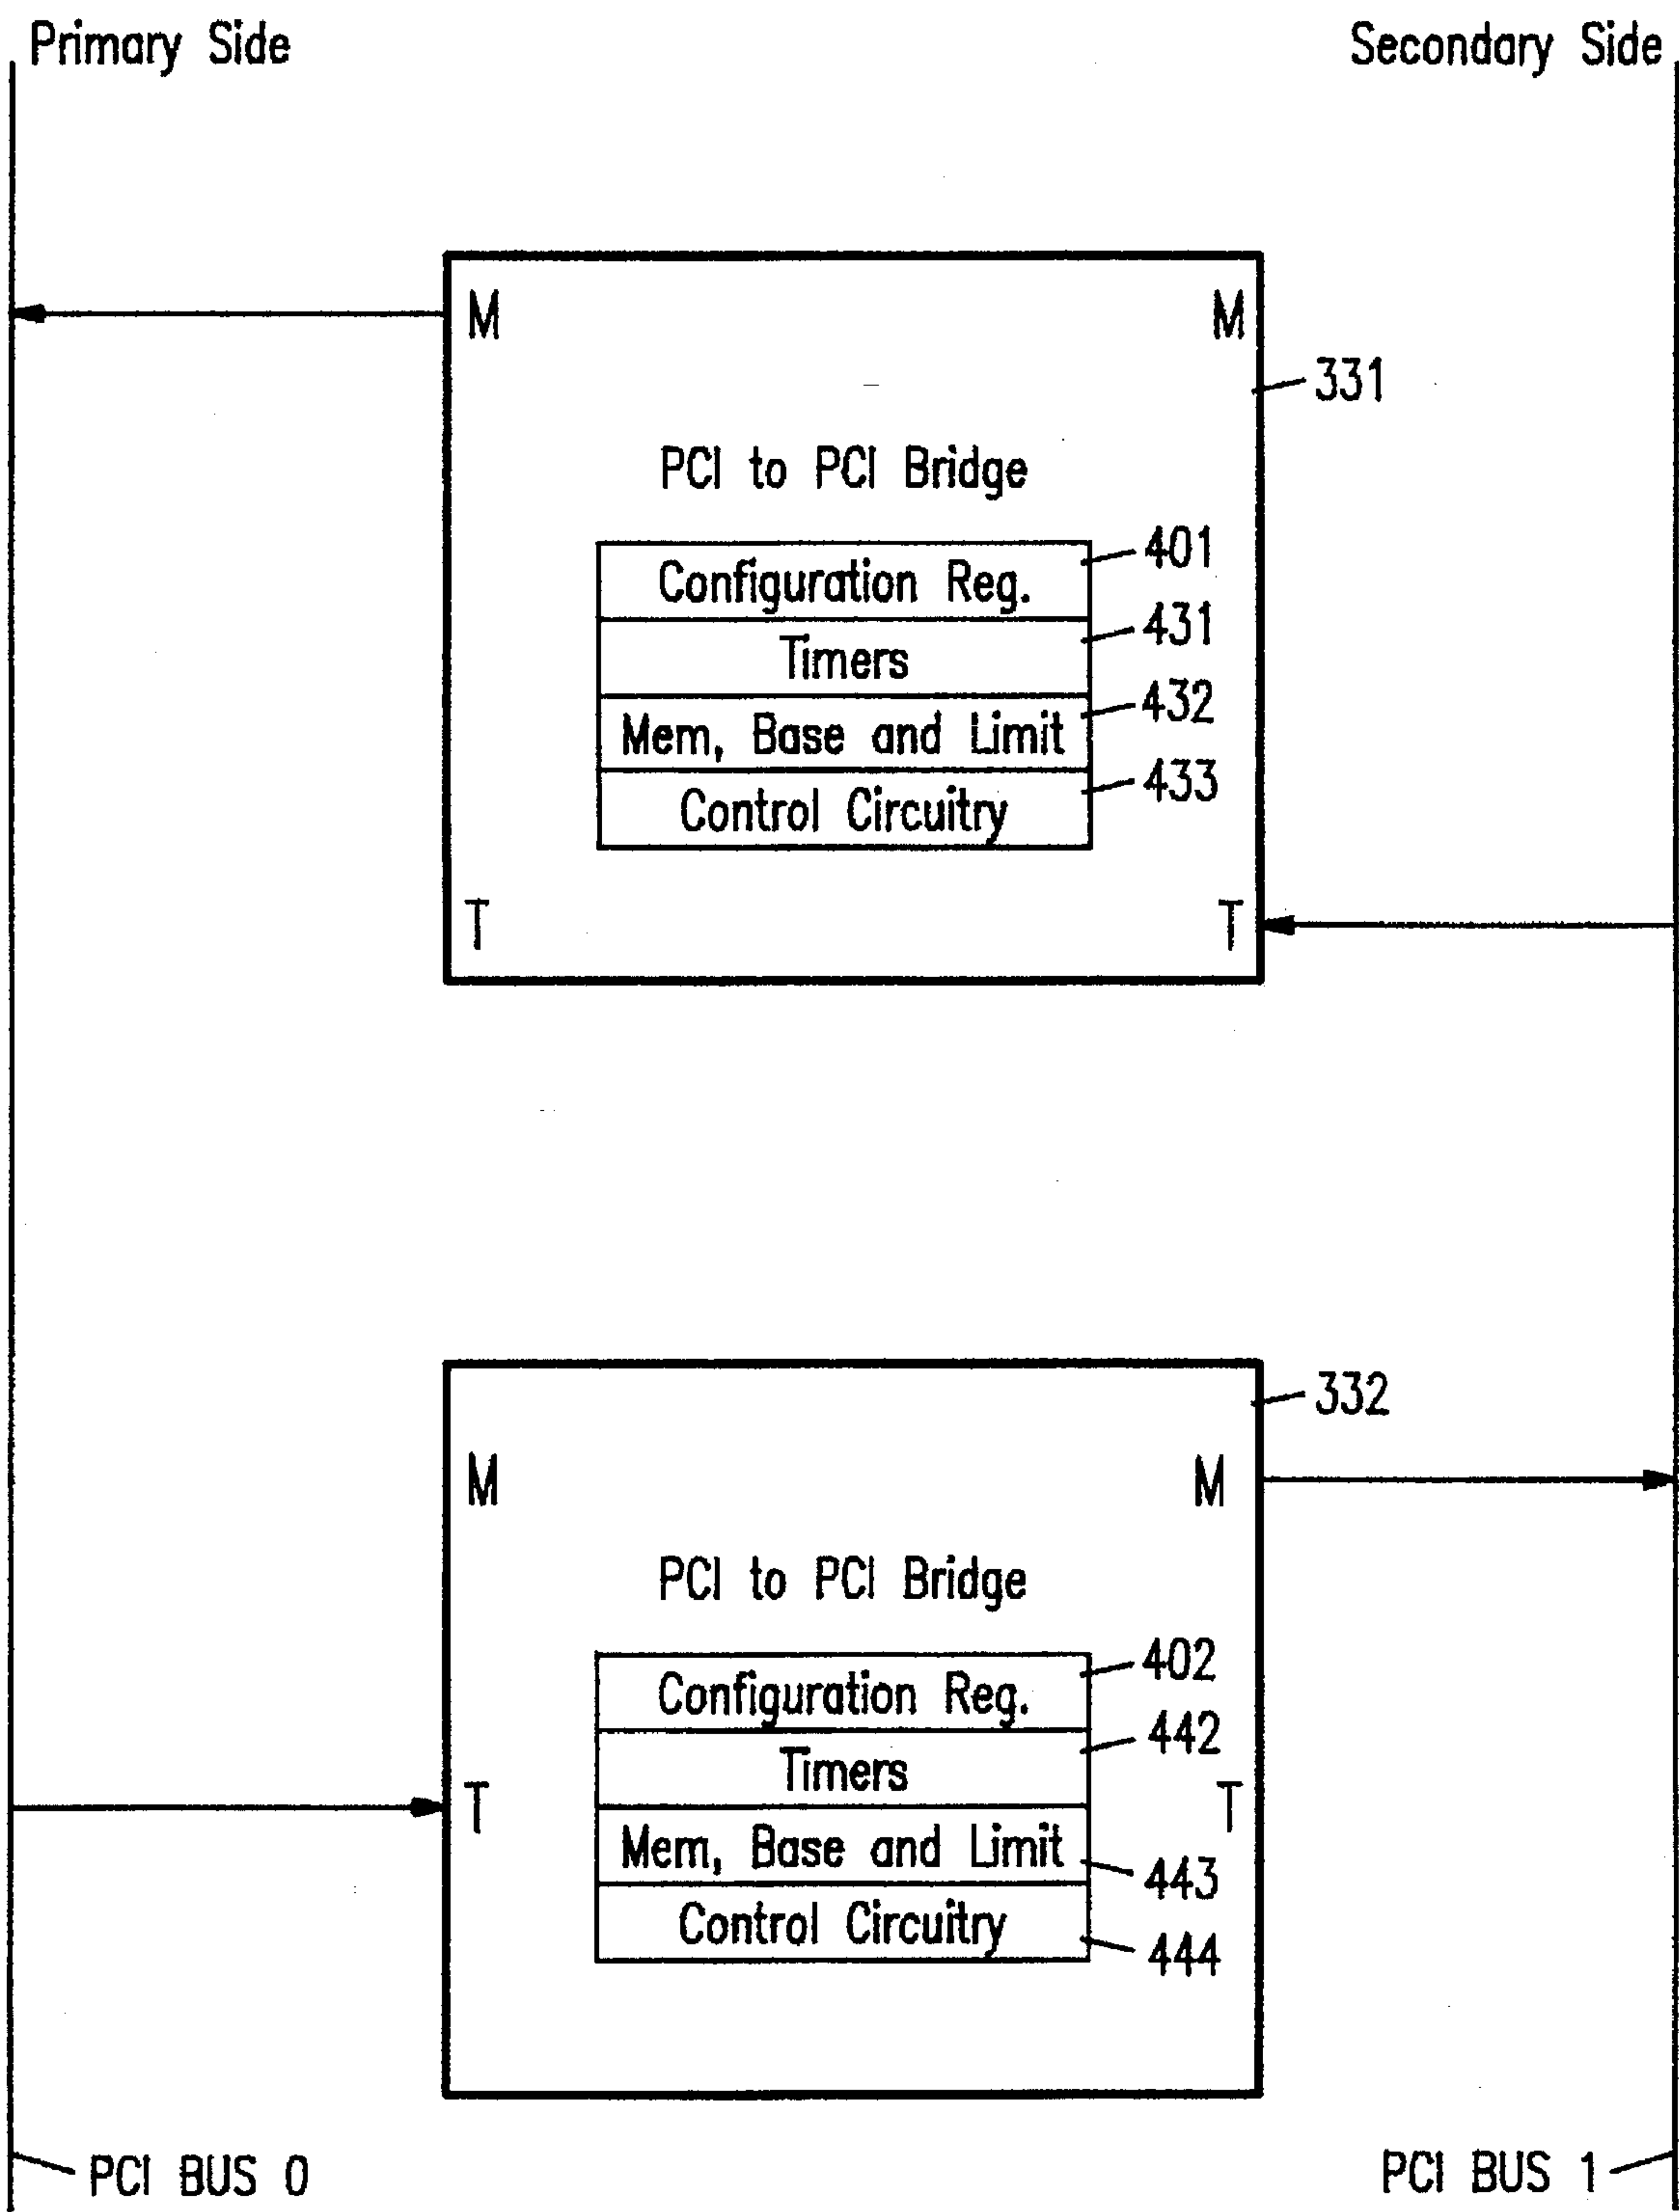 Primary Side
Secondary Side
M
M
331
PCI to PCI Bridge
Configuration Reg.
401
Timers
431
Mem, Base and Limit
432
Control Circuitry
433
T
T
332
M
M
PCI to PCI Bridge
Configuration Reg.
402
Timers
442
T
T
Mem, Base and Limit
443
Control Circuitry
444
PCI BUS 0
PCI BUS 1